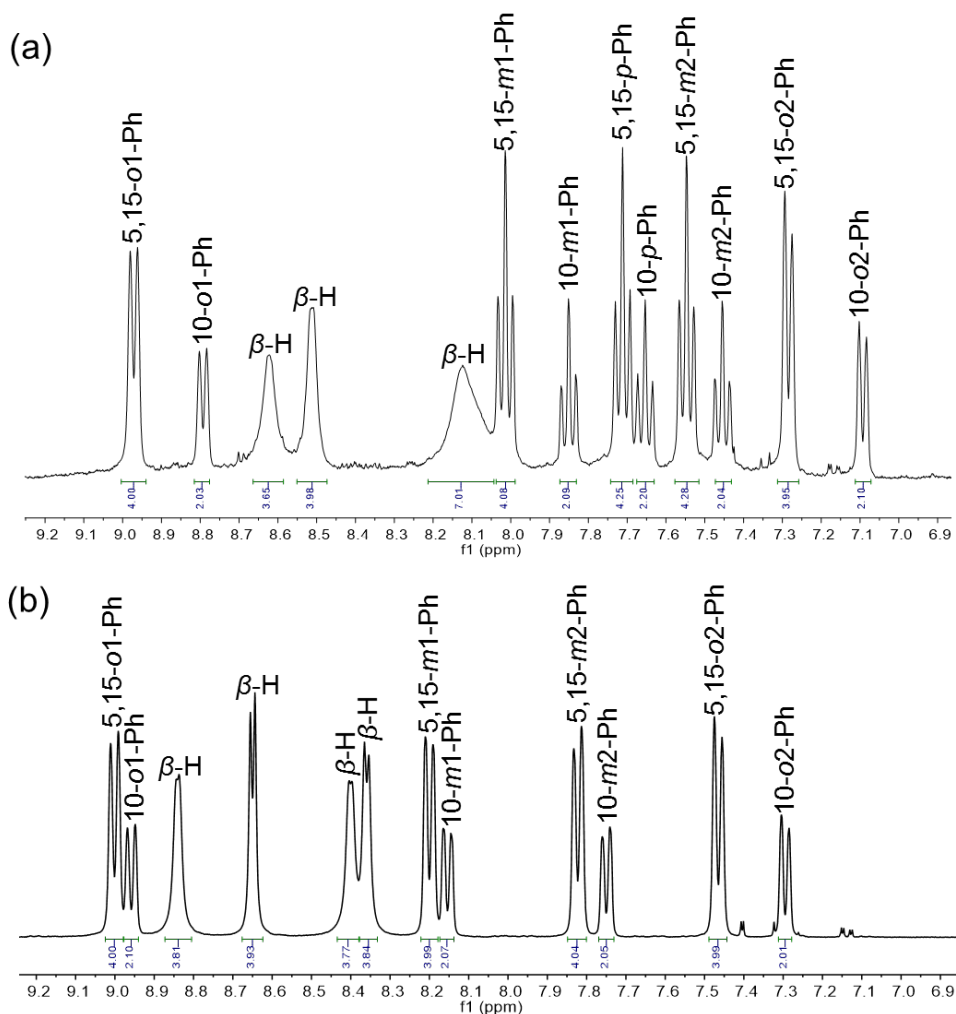 (a)
5,15-o1-Ph
10-o1-Ph
β-H
β-H
β-H
5,15-m1-Ph
10-m1-Ph
5,15-p-Ph
10-p-Ph
5,15-m2-Ph
10-m2-Ph
5,15-o2-Ph
10-o2-Ph
4.00
2.03
3.65
3.98
7.01
4.08
2.09
4.25
2.20
4.28
2.04
3.95
2.10
9.1 9.0 8.9 8.8 8.7 8.6 8.5 8.4 8.3 8.2 8.1 8.0 7.9 7.8 7.7 7.6 7.5 7.4 7.3 7.2 7.1 7.0 6.9
f1 (ppm)
(b)
5,15-o1-Ph
10-o1-Ph
β-H
β-H
β-H
β-H
5,15-m1-Ph
10-m1-Ph
5,15-m2-Ph
10-m2-Ph
5,15-o2-Ph
10-o2-Ph
4.00
2.10
3.81
3.93
3.77
3.84
3.99
2.07
4.04
2.05
3.99
2.01
9.2 9.1 9.0 8.9 8.8 8.7 8.6 8.5 8.4 8.3 8.2 8.1 8.0 7.9 7.8 7.7 7.6 7.5 7.4 7.3 7.2 7.1 7.0 6.9
f1 (ppm)